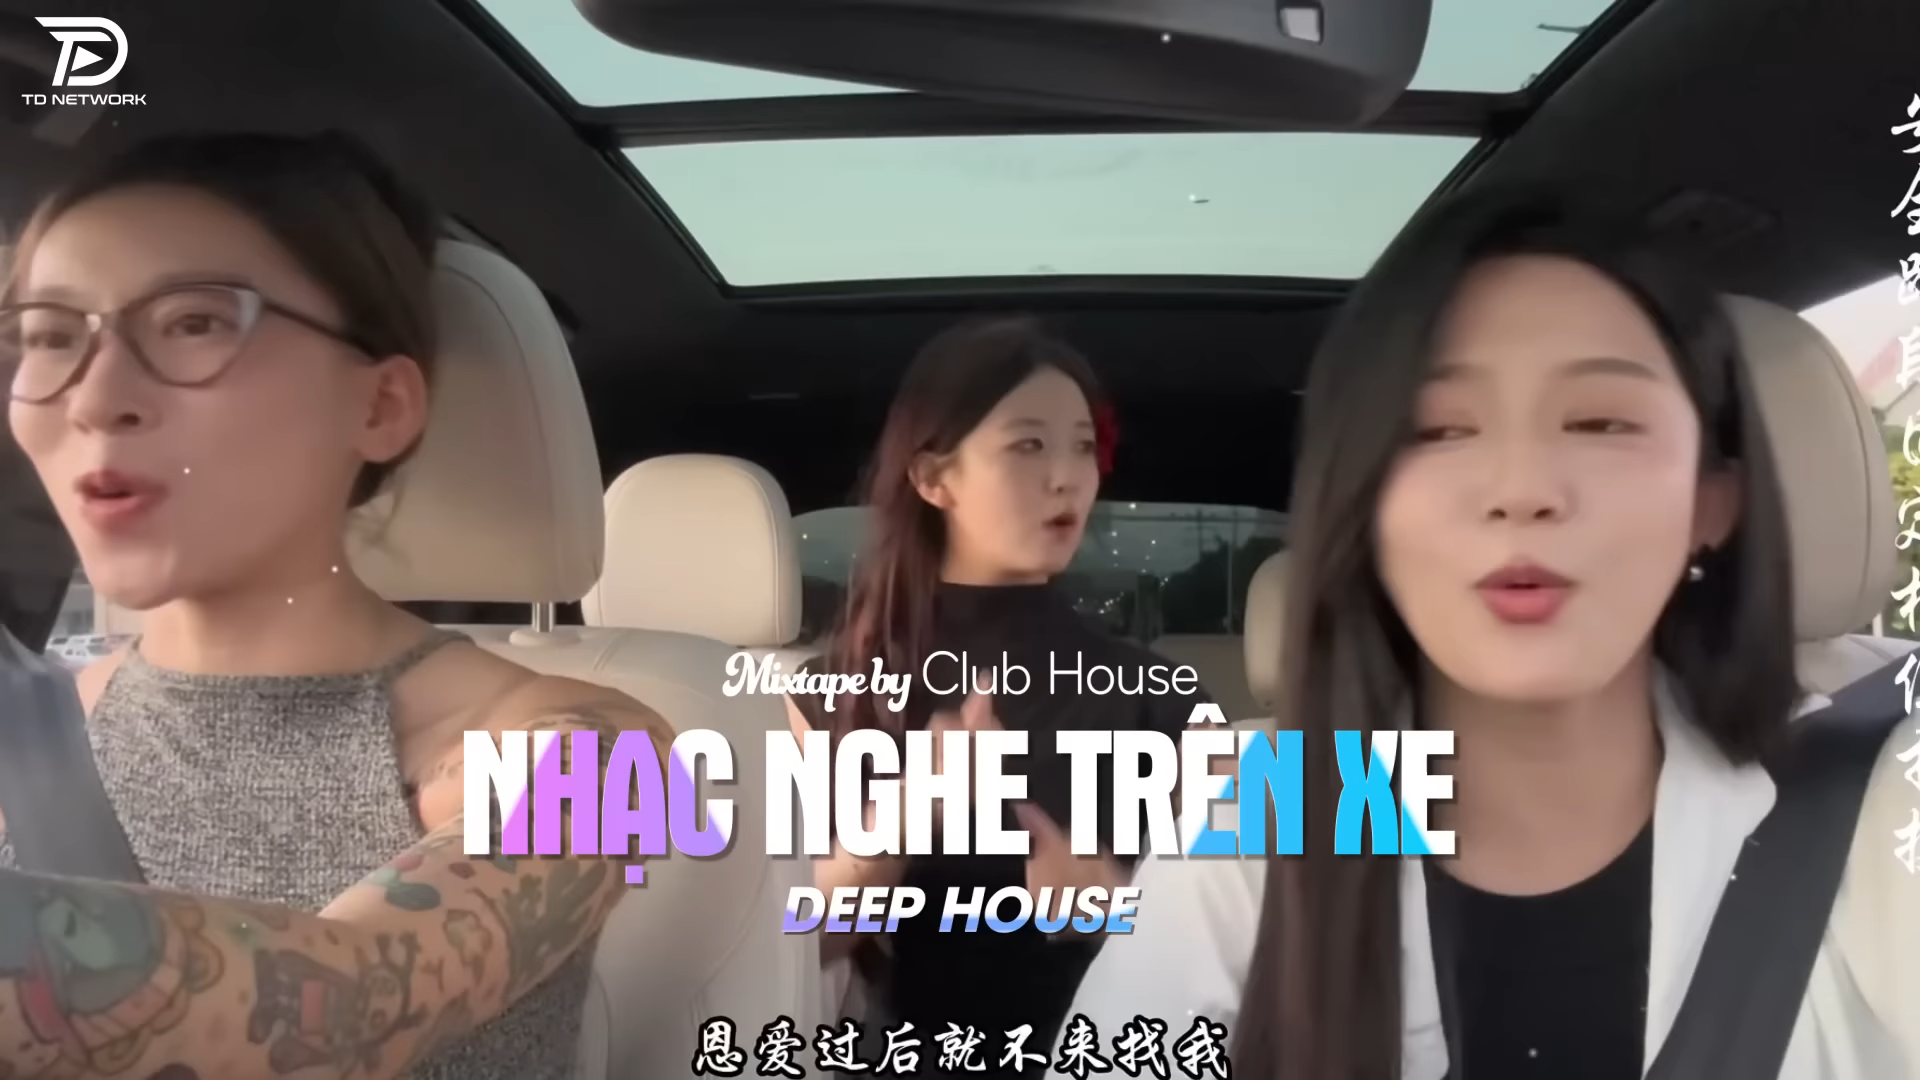 TD NETWORK
Mixtape by Club House
NHẠC NGHE TRÊN XE
DEEP HOUSE
恩爱过后就不来找我